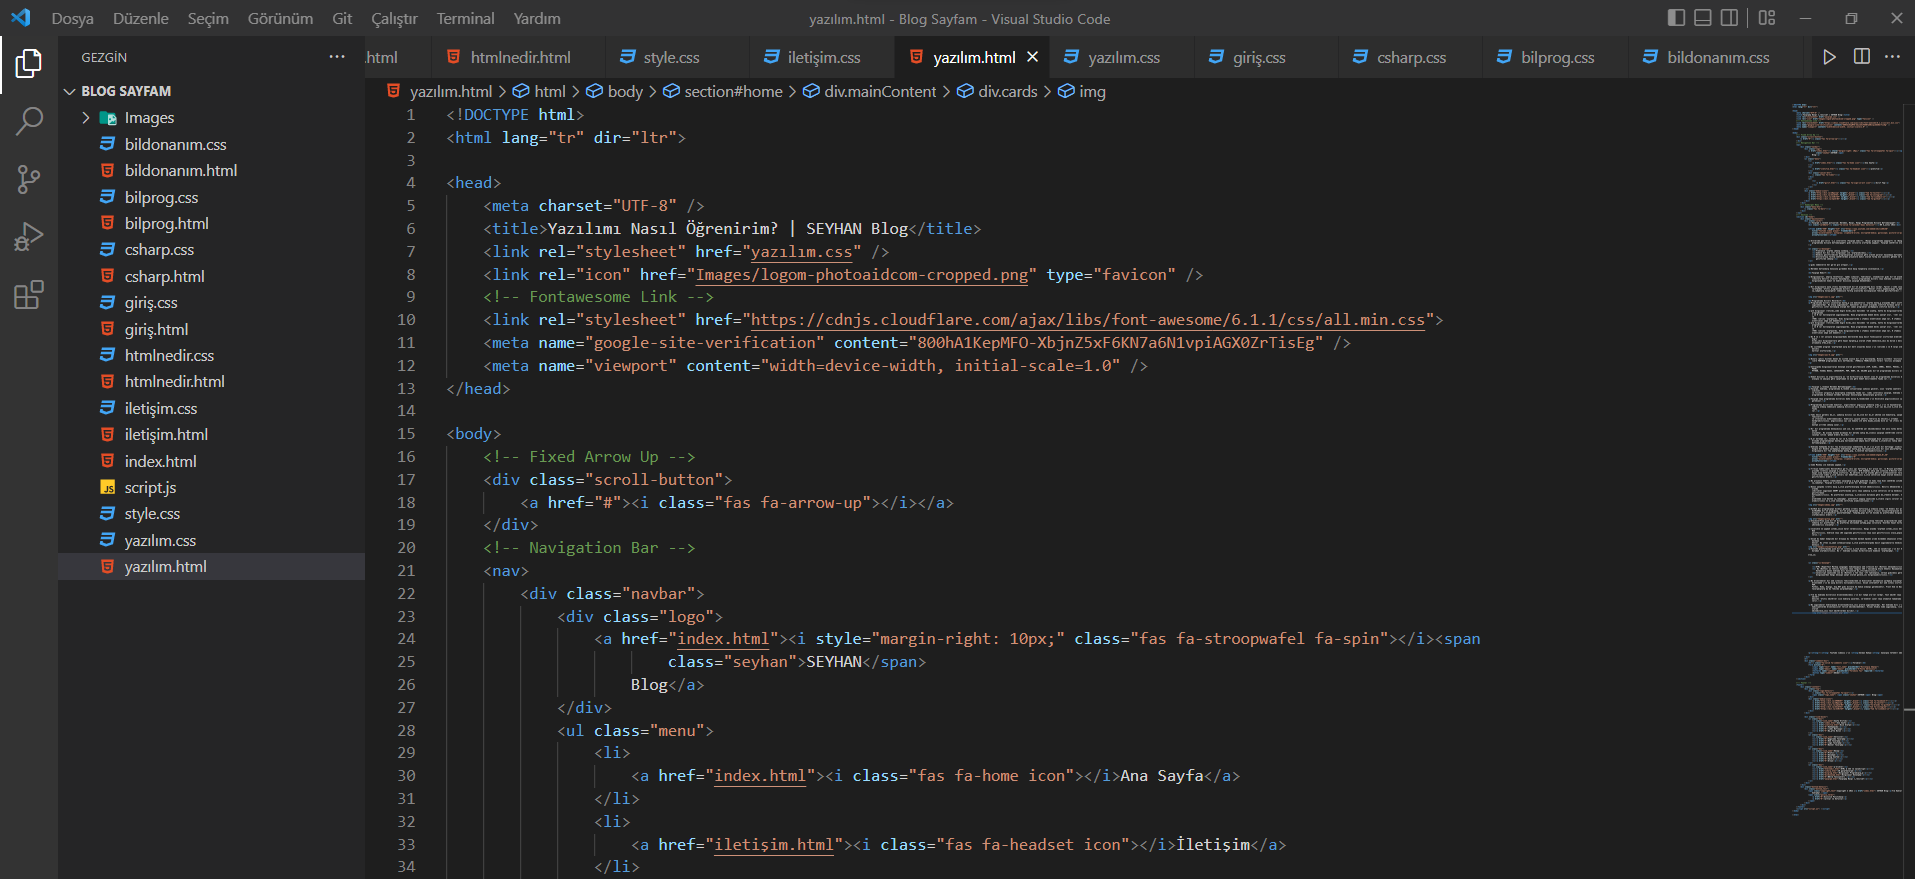 Dosya Düzenle Seçim Görünüm Git Çalıştır Terminal Yardım yazılım.html - Blog Sayfam - Visual Studio Code
GEZGİN ···
.html htmlnedir.html style.css iletişim.css yazılım.html yazılım.css giriş.css csharp.css bilprog.css bildonanım.css
BLOG SAYFAM
Images
bildonanım.css
bildonanım.html
bilprog.css
bilprog.html
csharp.css
csharp.html
giriş.css
giriş.html
htmlnedir.css
htmlnedir.html
iletişim.css
iletişim.html
index.html
JS script.js
style.css
yazılım.css
yazılım.html
yazılım.html > html > body > section#home > div.mainContent > div.cards > img
1 <!DOCTYPE html>
2 <html lang="tr" dir="ltr">
3
4 <head>
5 <meta charset="UTF-8" />
6 <title>Yazılımı Nasıl Öğrenirim? | SEYHAN Blog</title>
7 <link rel="stylesheet" href="yazılım.css" />
8 <link rel="icon" href="Images/logom-photoaidcom-cropped.png" type="favicon" />
9 <!-- Fontawesome Link -->
10 <link rel="stylesheet" href="https://cdnjs.cloudflare.com/ajax/libs/font-awesome/6.1.1/css/all.min.css">
11 <meta name="google-site-verification" content="800hA1KepMFO-XbjnZ5xF6KN7a6N1vpiAGX0ZrTisEg" />
12 <meta name="viewport" content="width=device-width, initial-scale=1.0" />
13 </head>
14
15 <body>
16 <!-- Fixed Arrow Up -->
17 <div class="scroll-button">
18 <a href="#"><i class="fas fa-arrow-up"></i></a>
19 </div>
20 <!-- Navigation Bar -->
21 <nav>
22 <div class="navbar">
23 <div class="logo">
24 <a href="index.html"><i style="margin-right: 10px;" class="fas fa-stroopwafel fa-spin"></i><span
25 class="seyhan">SEYHAN</span>
26 Blog</a>
27 </div>
28 <ul class="menu">
29 <li>
30 <a href="index.html"><i class="fas fa-home icon"></i>Ana Sayfa</a>
31 </li>
32 <li>
33 <a href="iletişim.html"><i class="fas fa-headset icon"></i>İletişim</a>
34 </li>